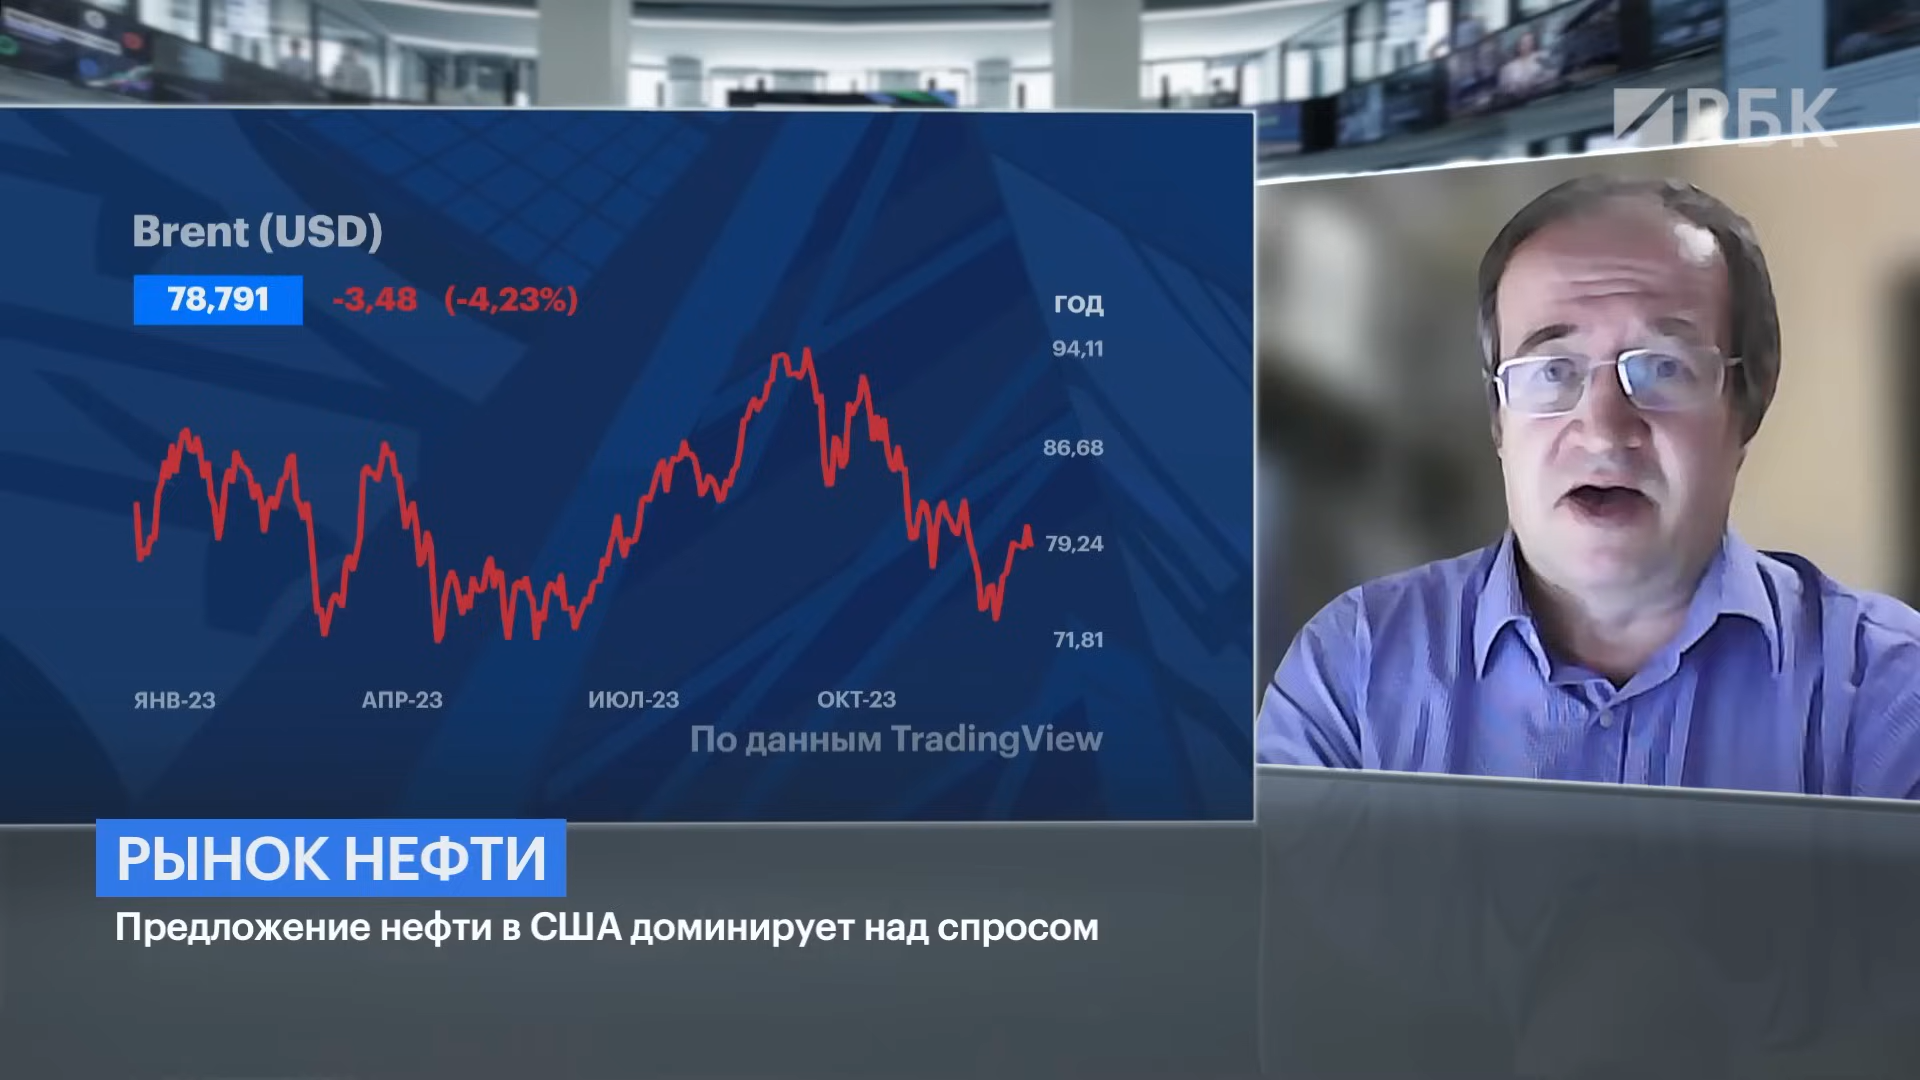 РБК
Brent (USD)
78,791 -3,48 (-4,23%)
ГОД
94,11
86,68
79,24
71,81
ЯНВ-23 АПР-23 ИЮЛ-23 ОКТ-23
По данным TradingView
РЫНОК НЕФТИ
Предложение нефти в США доминирует над спросом